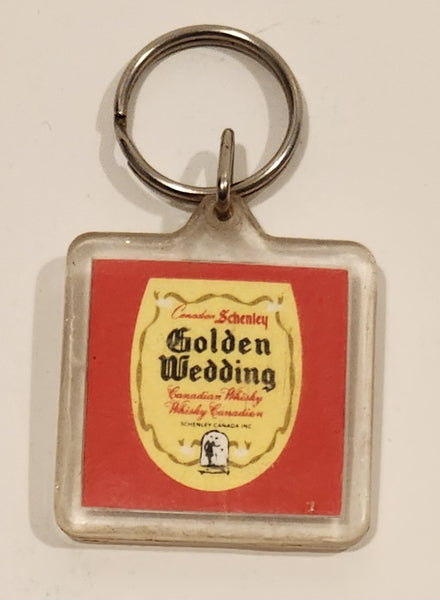 Canadian Schenley
Golden
Wedding
Canadian Whisky
Whisky Canadien
SCHENLEY CANADA INC